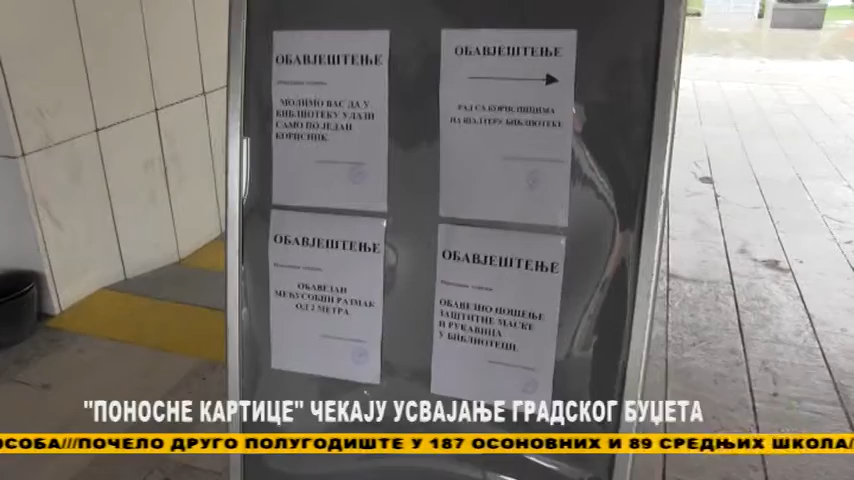 ОБАВЈЕШТЕЊЕ
МОЛИМО ВАС ДА У
БИБЛИОТЕКУ УЛАЗИ
САМО ПО ЈЕДАН
КОРИСНИК.
ОБАВЈЕШТЕЊЕ
РАД СА КОРИСНИЦИМА
НА ШАЛТЕРУ БИБЛИОТЕКЕ
ОБАВЈЕШТЕЊЕ
ОБАВЕЗАН
МЕЂУСОБНИ РАЗМАК
ОД 2 МЕТРА.
ОБАВЈЕШТЕЊЕ
ОБАВЕЗНО НОШЕЊЕ
ЗАШТИТНЕ МАСКЕ
И РУКАВИЦА
У БИБЛИОТЕЦИ.
"ПОНОСНЕ КАРТИЦЕ" ЧЕКАЈУ УСВАЈАЊЕ ГРАДСКОГ БУЏЕТА
ОСОБА///ПОЧЕЛО ДРУГО ПОЛУГОДИШТЕ У 187 ОСОНОВНИХ И 89 СРЕДЊИХ ШКОЛА/